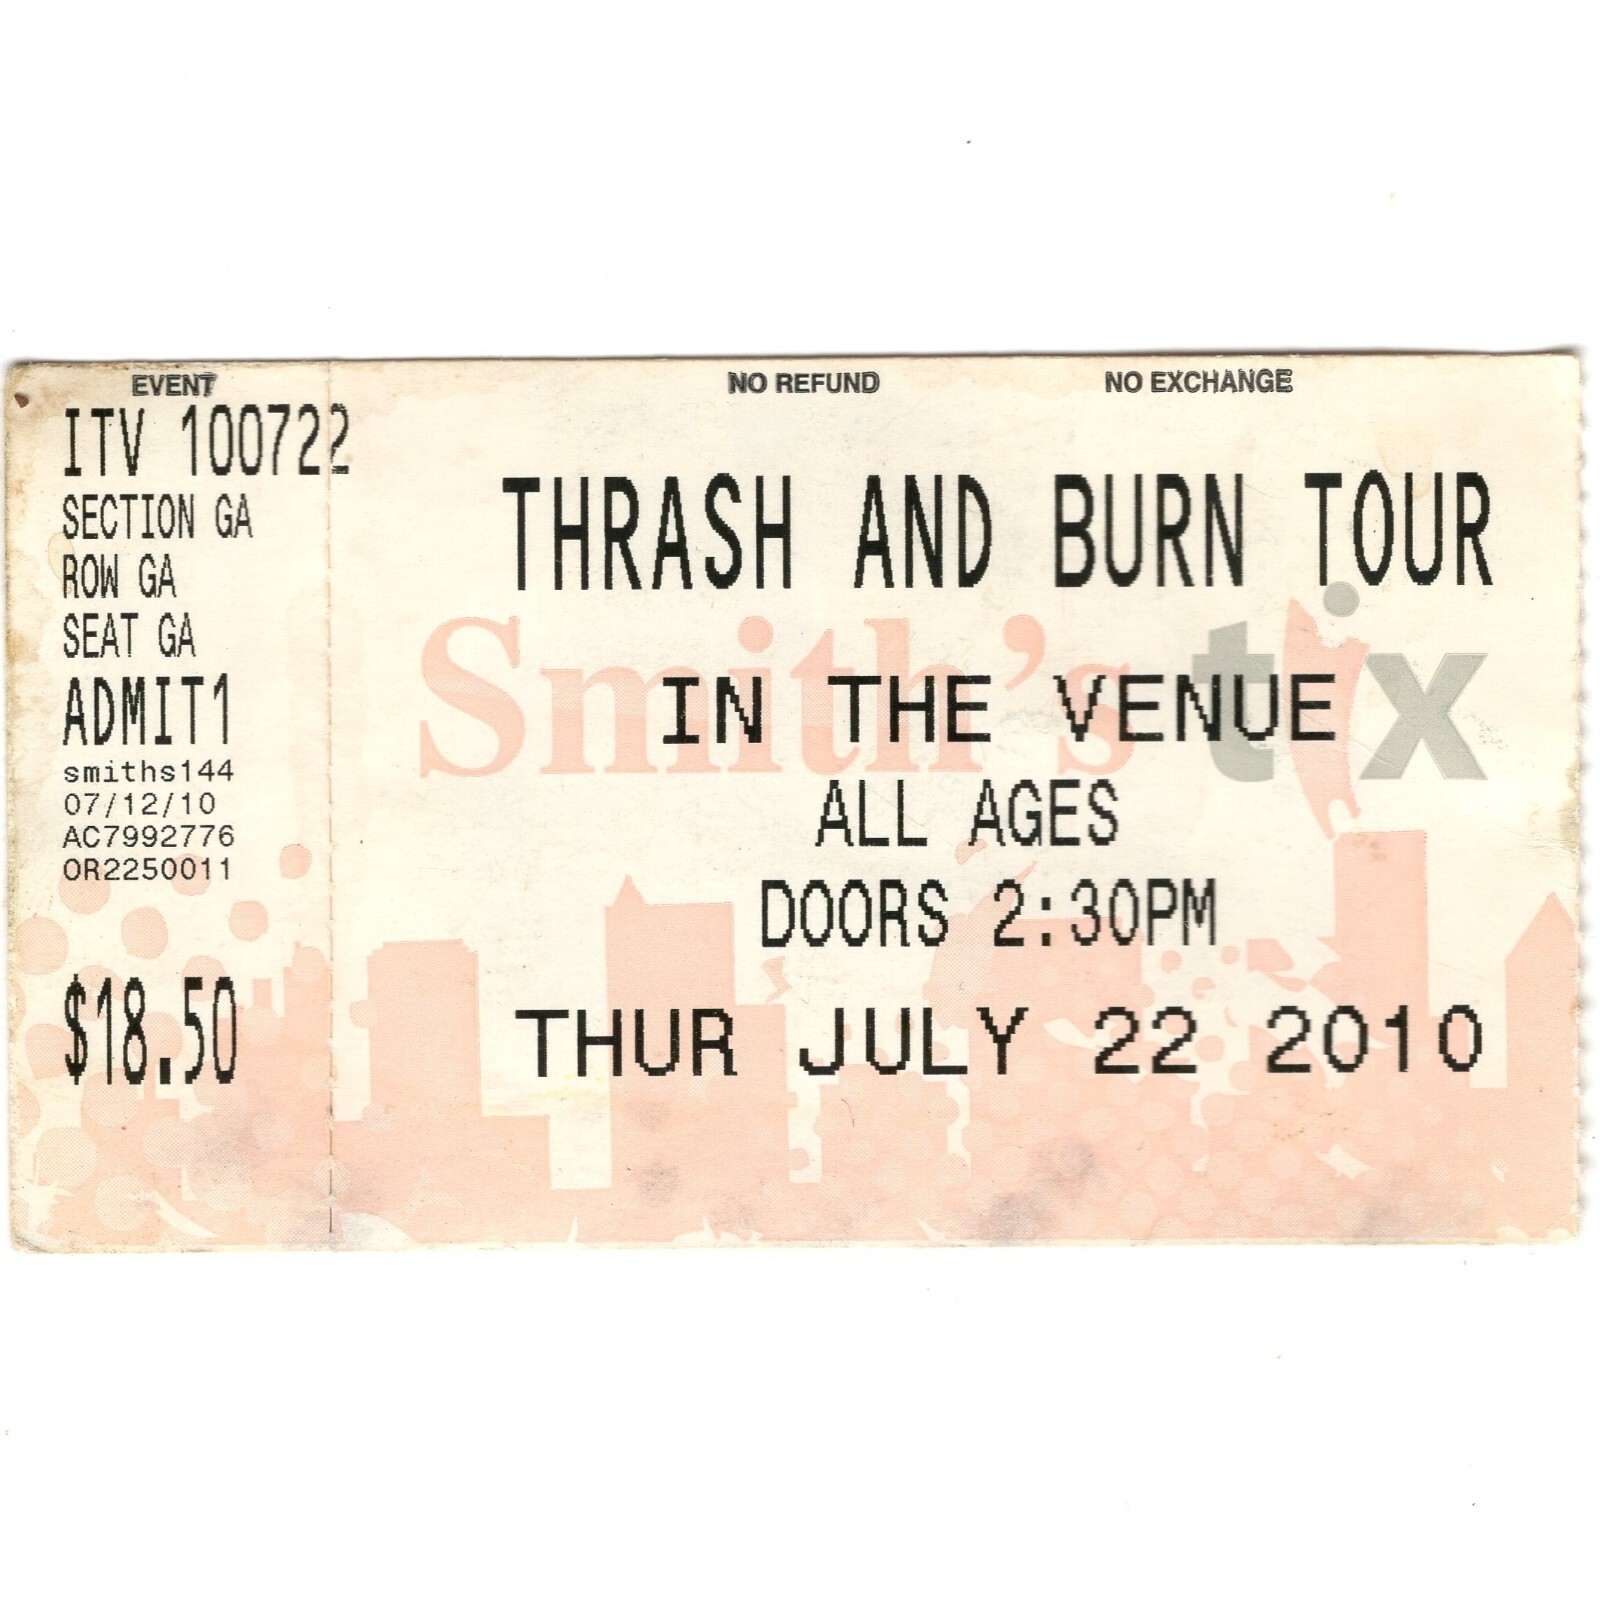 EVENT
ITV 100722
SECTION GA
ROW GA
SEAT GA
ADMIT1
smiths144
07/12/10
AC7992776
OR2250011
$18.50
NO REFUND NO EXCHANGE
THRASH AND BURN TOUR
Smith's tix
IN THE VENUE
ALL AGES
DOORS 2:30PM
THUR JULY 22 2010